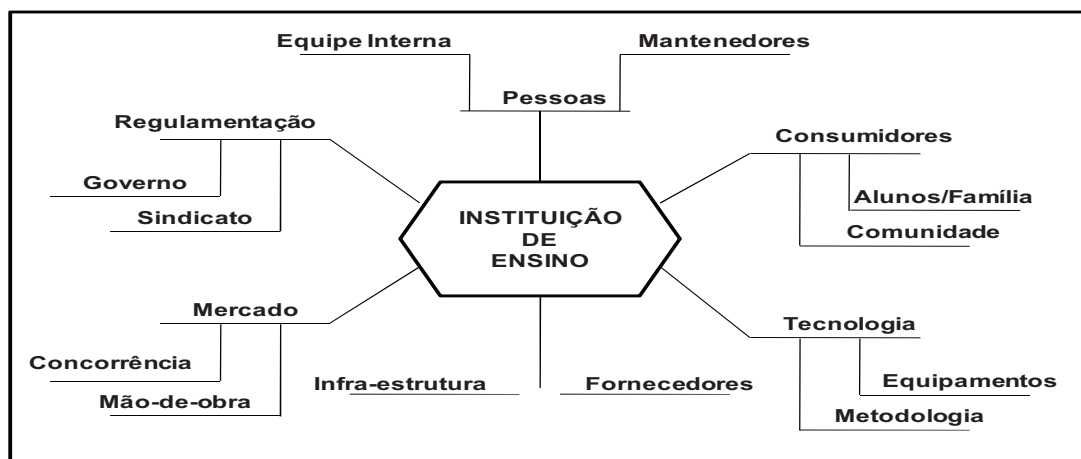 Equipe Interna
Mantenedores
Pessoas
Regulamentação
Consumidores
Governo
Alunos/Família
Sindicato
Comunidade
INSTITUIÇÃO
DE
ENSINO
Mercado
Tecnologia
Concorrência
Infra-estrutura
Fornecedores
Equipamentos
Mão-de-obra
Metodologia